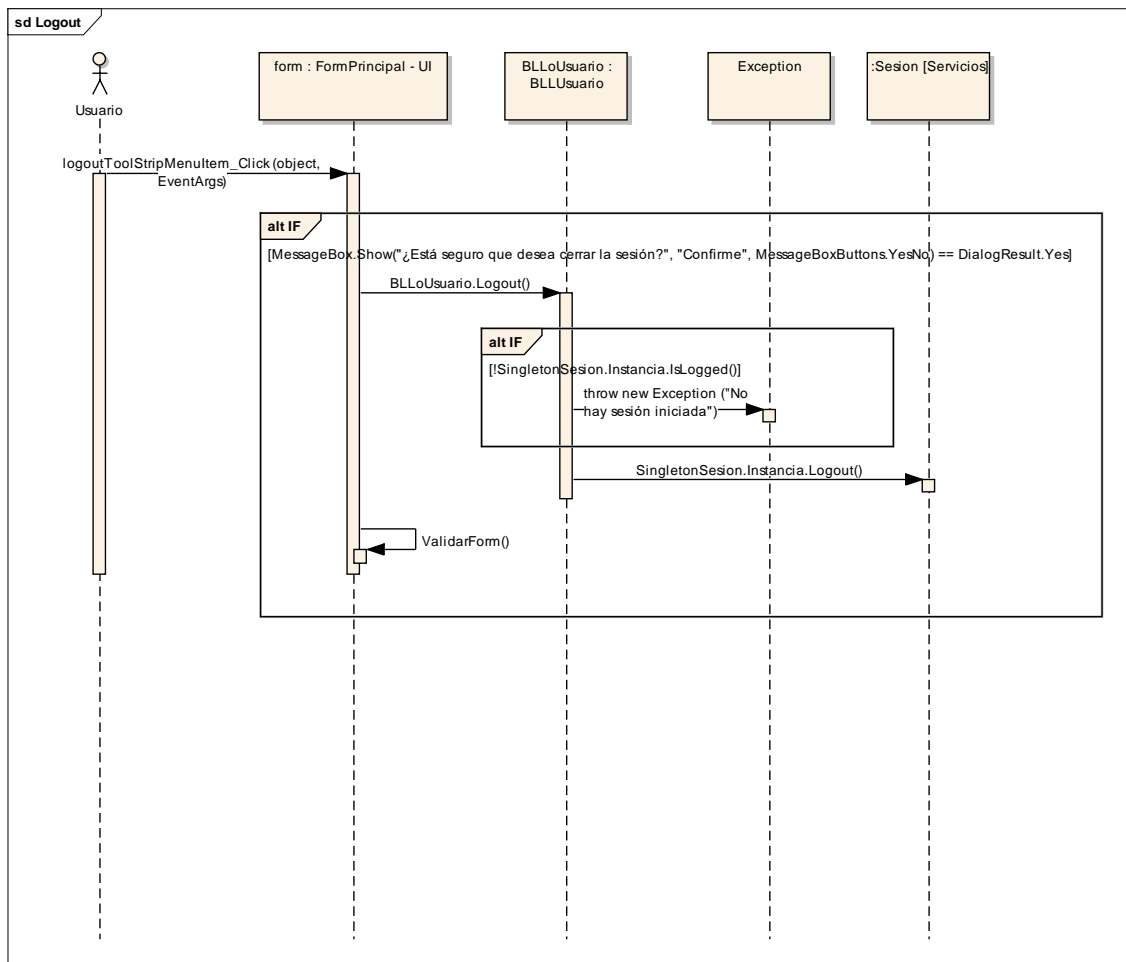 sd Logout
Usuario
form : FormPrincipal - UI
BLLoUsuario :
BLLUsuario
Exception
:Sesion [Servicios]
logoutToolStripMenuItem_Click(object,
EventArgs)
alt IF
[MessageBox.Show("¿Está seguro que desea cerrar la sesión?", "Confirme", MessageBoxButtons.YesNo) == DialogResult.Yes]
BLLoUsuario.Logout()
alt IF
[!SingletonSesion.Instancia.IsLogged()]
throw new Exception ("No
hay sesión iniciada")
SingletonSesion.Instancia.Logout()
ValidarForm()